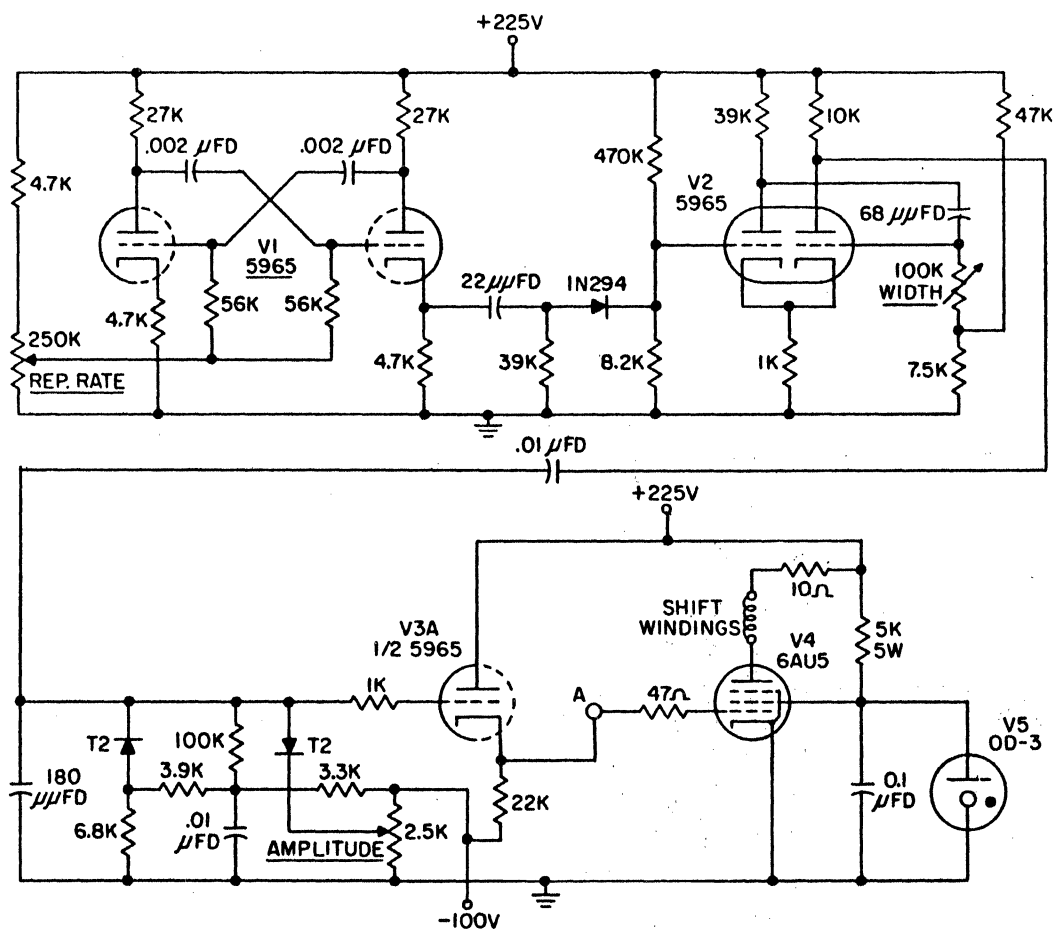 +225V
27K
27K
39K
10K
47K
.002 μFD
.002 μFD
470K
4.7K
V2
5965
68 μμFD
V1
5965
22μμFD
1N294
100K
WIDTH
56K
56K
4.7K
250K
REP. RATE
4.7K
39K
8.2K
1K
7.5K
.01 μFD
+225V
10Ω
SHIFT
WINDINGS
V3A
1/2 5965
V4
6AU5
5K
5W
1K
A
47Ω
T2
100K
T2
V5
OD-3
180
μμFD
3.9K
3.3K
22K
0.1
μFD
6.8K
.01
μFD
2.5K
AMPLITUDE
-100V